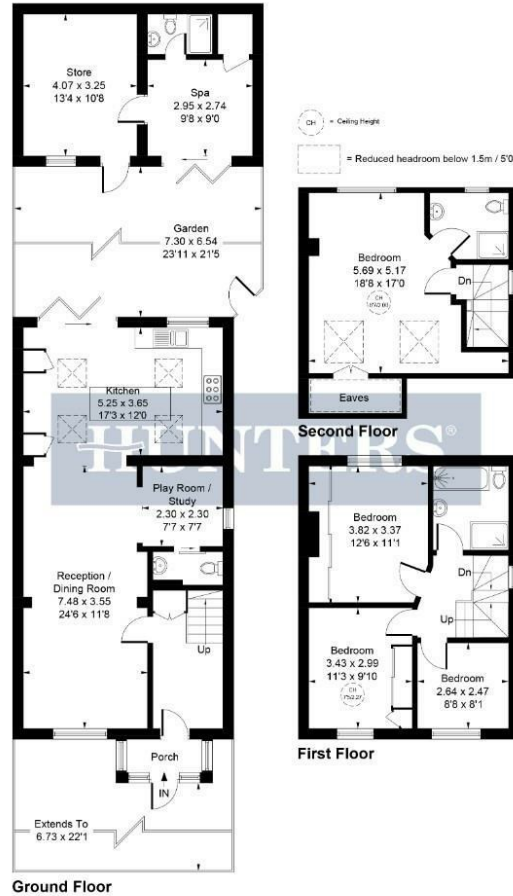 Store
4.07 x 3.25
13'4 x 10'8
Spa
2.95 x 2.74
9'8 x 9'0
CH = Ceiling Height
= Reduced headroom below 1.5m / 5'0
Garden
7.30 x 6.54
23'11 x 21'5
Kitchen
5.25 x 3.65
17'3 x 12'0
HUNTERS®
Play Room /
Study
2.30 x 2.30
7'7 x 7'7
Reception /
Dining Room
7.48 x 3.55
24'6 x 11'8
Up
Porch
IN
Extends To
6.73 x 22'1
Ground Floor
Bedroom
5.69 x 5.17
18'8 x 17'0
CH
Dn
Eaves
Second Floor
Bedroom
3.82 x 3.37
12'6 x 11'1
Dn
Up
Bedroom
3.43 x 2.99
11'3 x 9'10
CH
Bedroom
2.64 x 2.47
8'8 x 8'1
First Floor